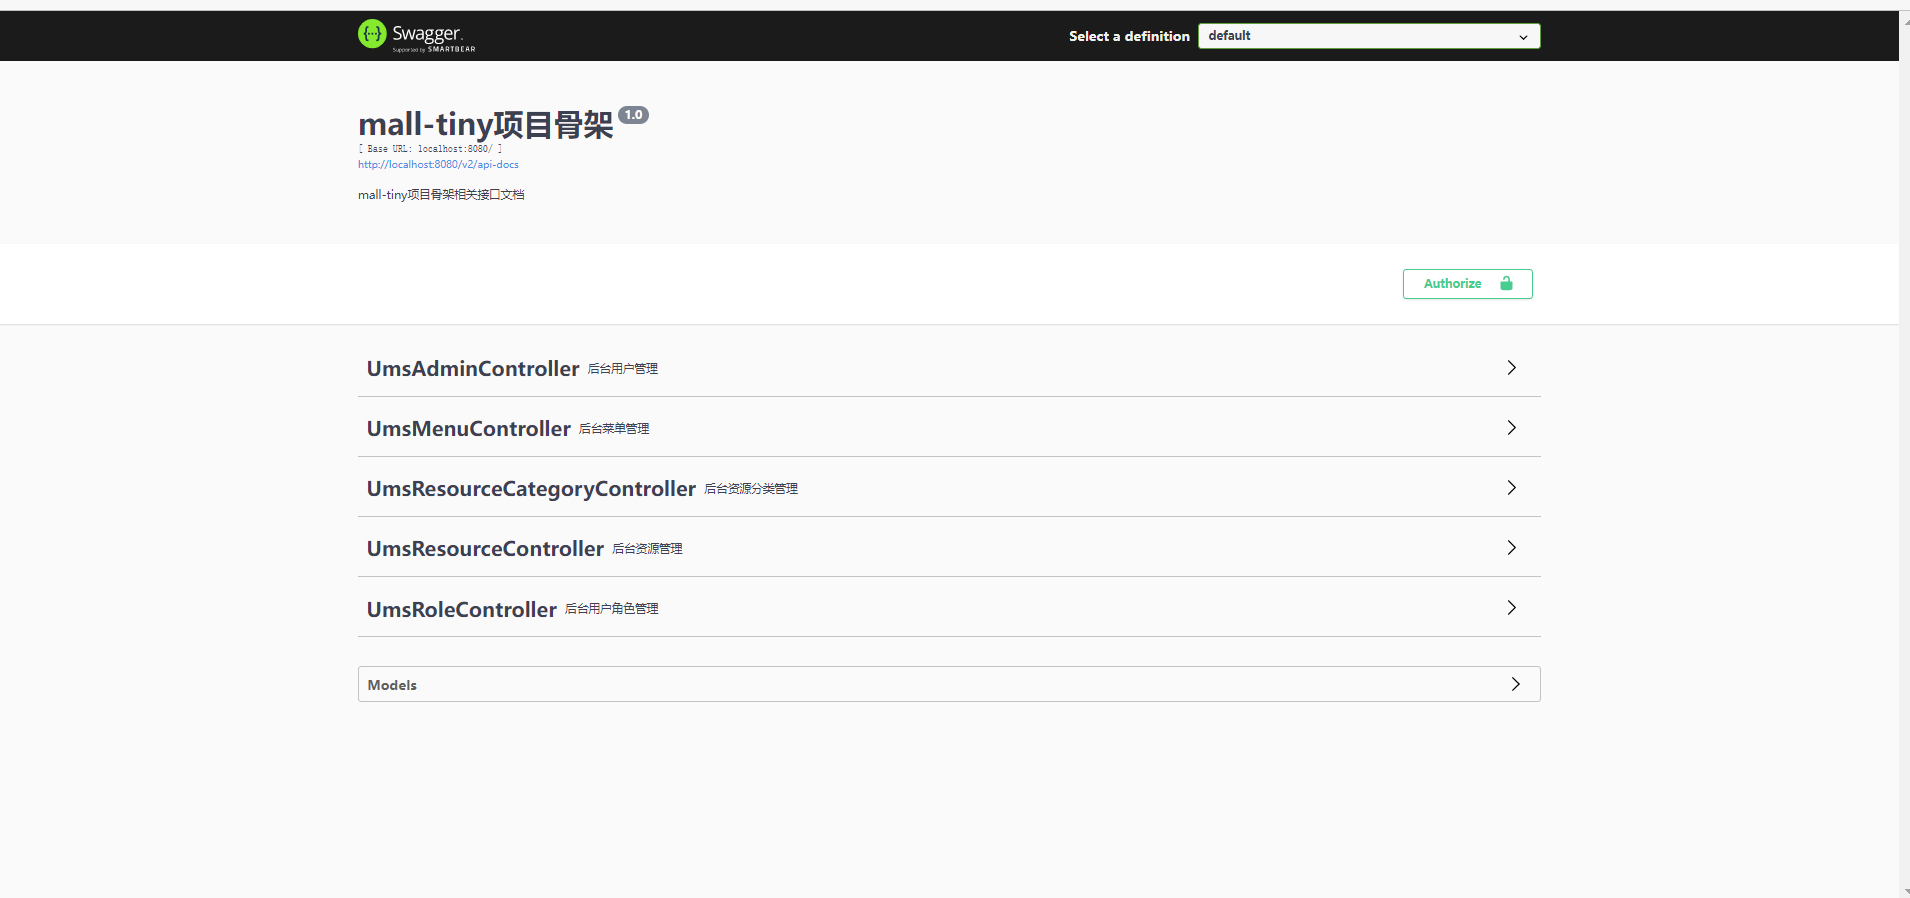 Swagger.
Supported by SMARTBEAR
Select a definition
default
mall-tiny项目骨架 1.0
[ Base URL: localhost:8080/ ]
http://localhost:8080/v2/api-docs
mall-tiny项目骨架相关接口文档
Authorize
UmsAdminController 后台用户管理
UmsMenuController 后台菜单管理
UmsResourceCategoryController 后台资源分类管理
UmsResourceController 后台资源管理
UmsRoleController 后台用户角色管理
Models